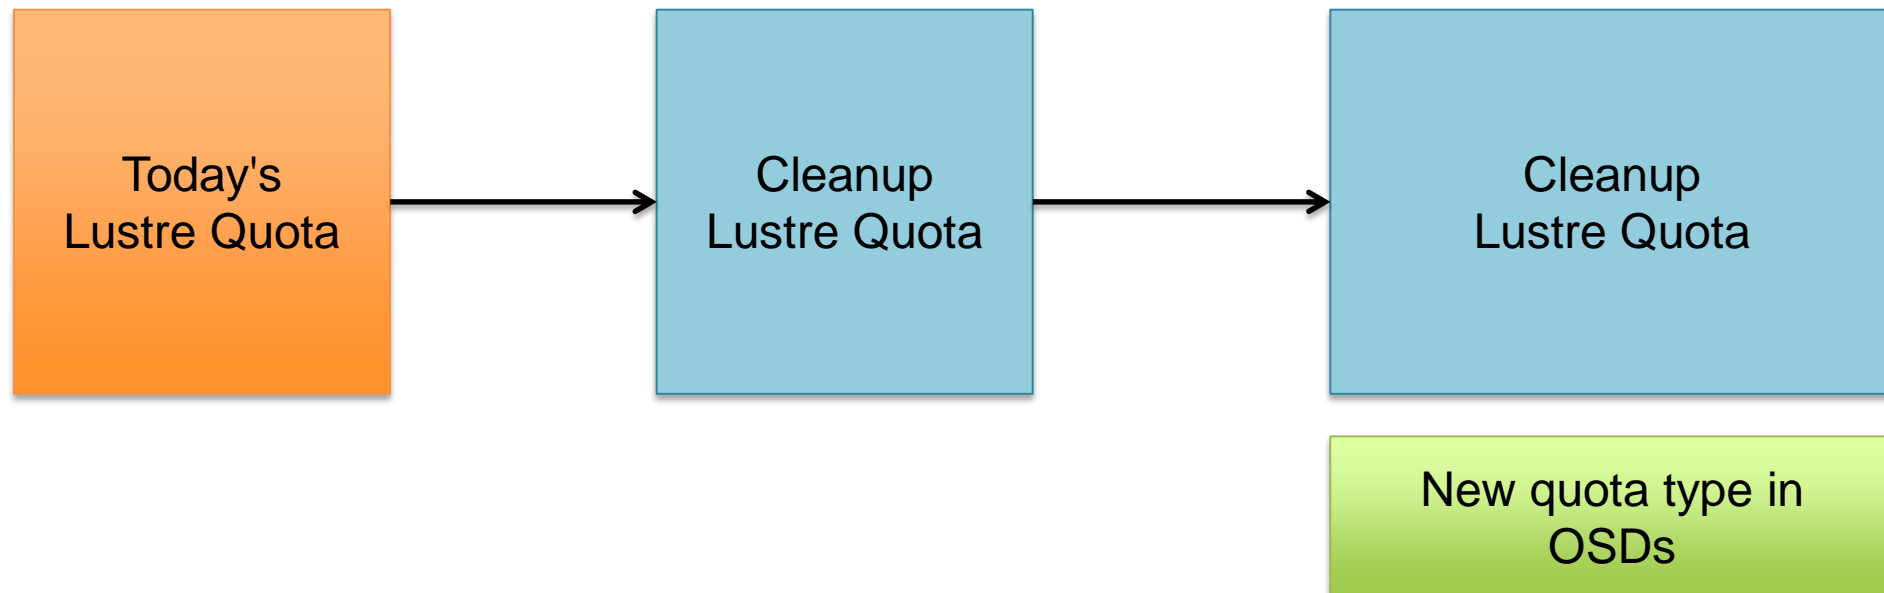 Today's
Lustre Quota
Cleanup
Lustre Quota
Cleanup
Lustre Quota
New quota type in
OSDs